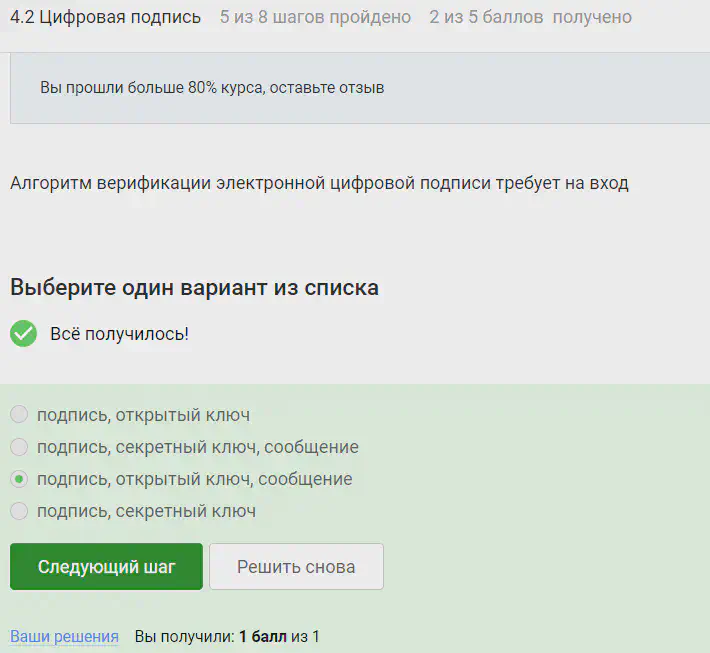 4.2 Цифровая подпись 5 из 8 шагов пройдено 2 из 5 баллов получено
Вы прошли больше 80% курса, оставьте отзыв
Алгоритм верификации электронной цифровой подписи требует на вход
Выберите один вариант из списка
Всё получилось!
подпись, открытый ключ
подпись, секретный ключ, сообщение
подпись, открытый ключ, сообщение
подпись, секретный ключ
Следующий шаг Решить снова
Ваши решения Вы получили: 1 балл из 1